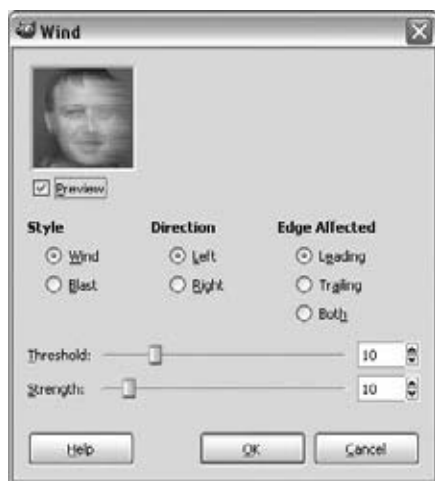 Wind
Preview
Style Direction Edge Affected
Wind Left Leading
Blast Right Trailing
Both
Threshold: 10
Strength: 10
Help OK Cancel